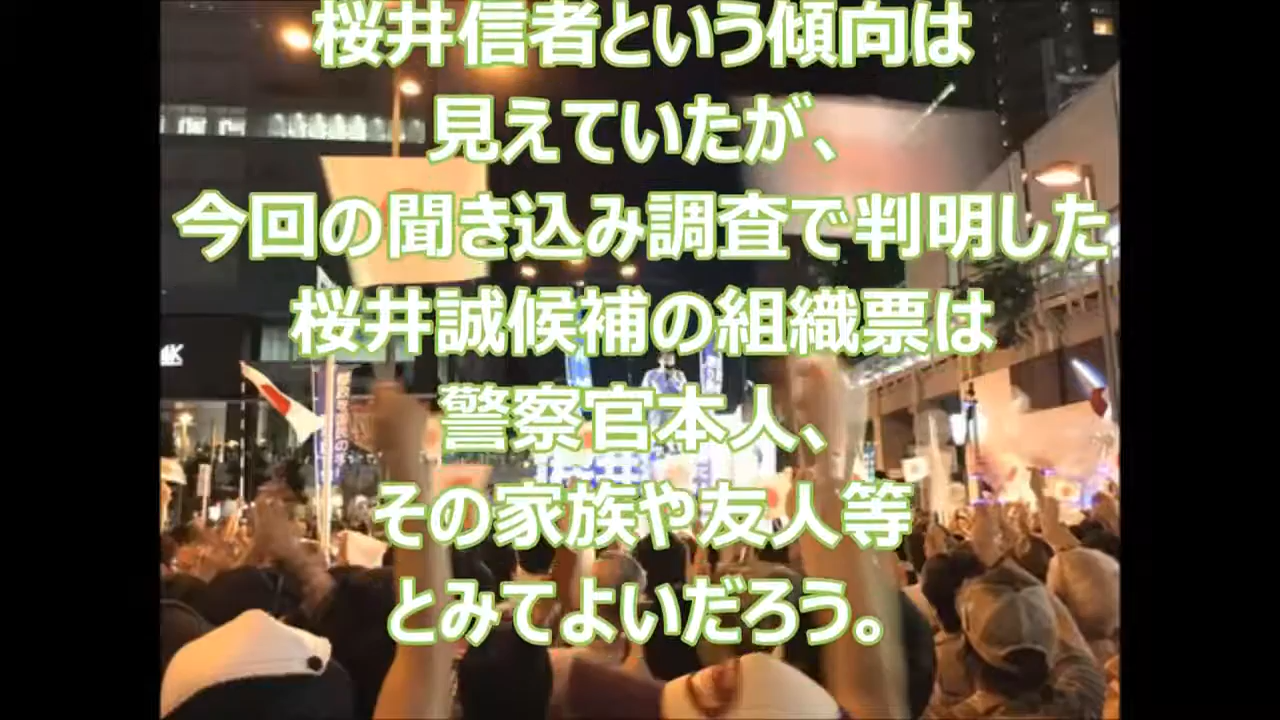 桜井信者という傾向は
見えていたが、
今回の聞き込み調査で判明した
桜井誠候補の組織票は
警察官本人、
その家族や友人等
とみてよいだろう。